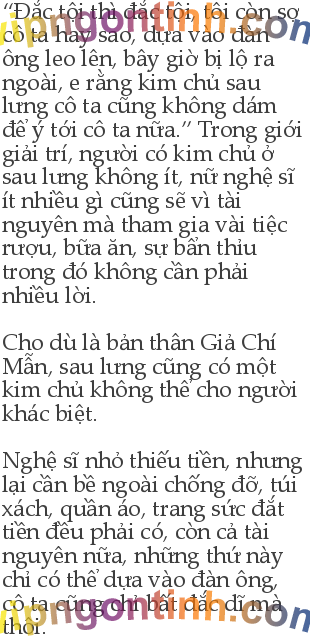 “Đắc tội thì đắc tội, tôi còn sợ
cô ta hay sao, dựa vào đàn
ông leo lên, bây giờ bị lộ ra
ngoài, e rằng kim chủ sau
lưng cô ta cũng không dám
để ý tới cô ta nữa.” Trong giới
giải trí, người có kim chủ ở
sau lưng không ít, nữ nghệ sĩ
ít nhiều gì cũng sẽ vì tài
nguyên mà tham gia vài tiệc
rượu, bữa ăn, sự bẩn thỉu
trong đó không cần phải
nhiều lời.
Cho dù là bản thân Giả Chí
Mẫn, sau lưng cũng có một
kim chủ không thể cho người
khác biệt.
Nghệ sĩ nhỏ thiếu tiền, nhưng
lại cần bề ngoài chống đỡ, túi
xách, quần áo, trang sức đắt
tiền đều phải có, còn cả tài
nguyên nữa, những thứ này
chỉ có thể dựa vào đàn ông,
cô ta cũng chỉ bất đắc dĩ mà
thôi.